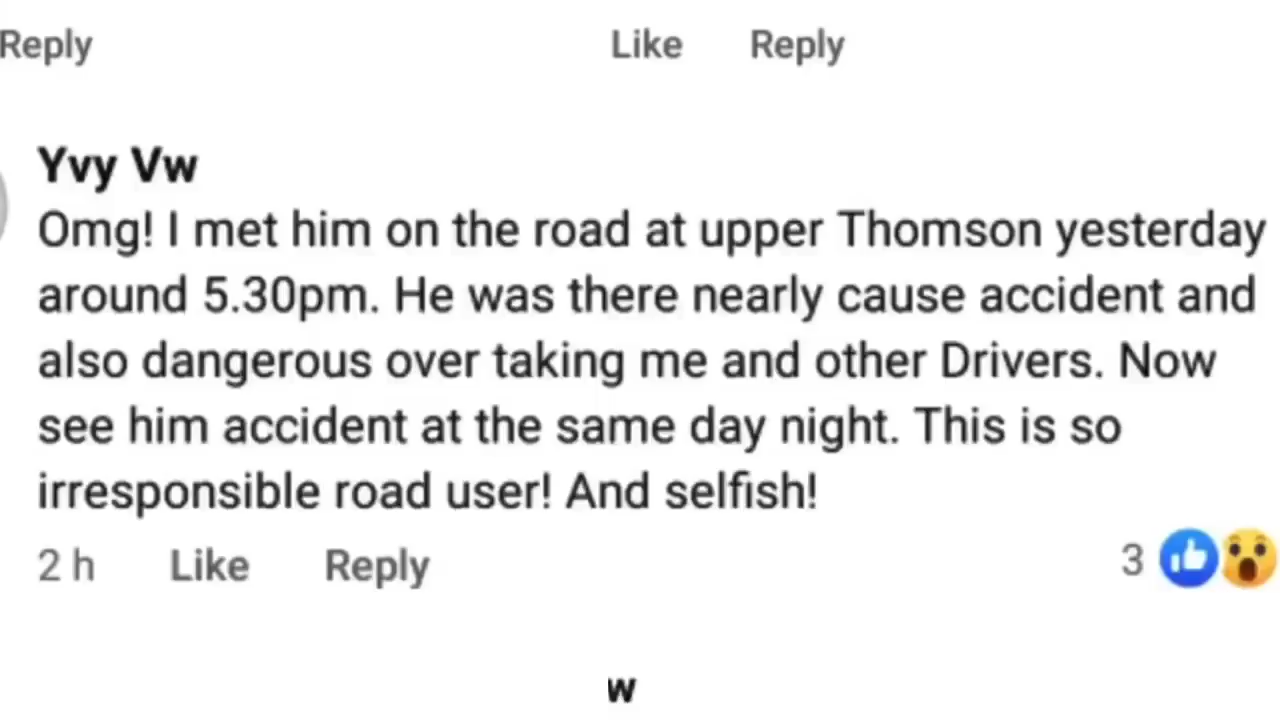 Reply Like Reply
Yvy Vw
Omg! I met him on the road at upper Thomson yesterday
around 5.30pm. He was there nearly cause accident and
also dangerous over taking me and other Drivers. Now
see him accident at the same day night. This is so
irresponsible road user! And selfish!
2 h Like Reply 3
w